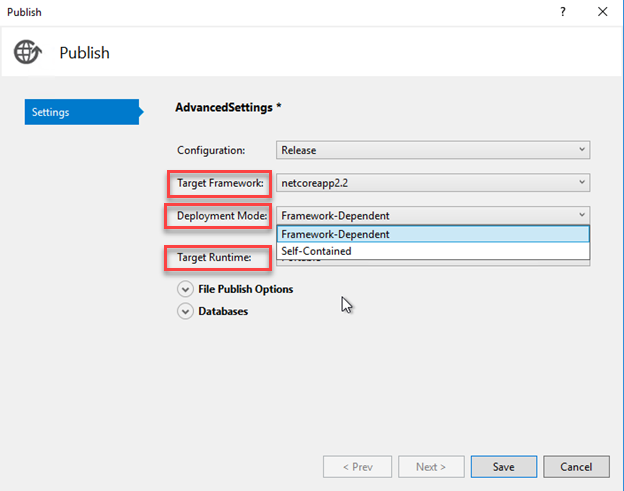 Publish
?
Publish
Settings
AdvancedSettings *
Configuration: Release
Target Framework: netcoreapp2.2
Deployment Mode: Framework-Dependent
Framework-Dependent
Self-Contained
Target Runtime:
File Publish Options
Databases
< Prev Next > Save Cancel